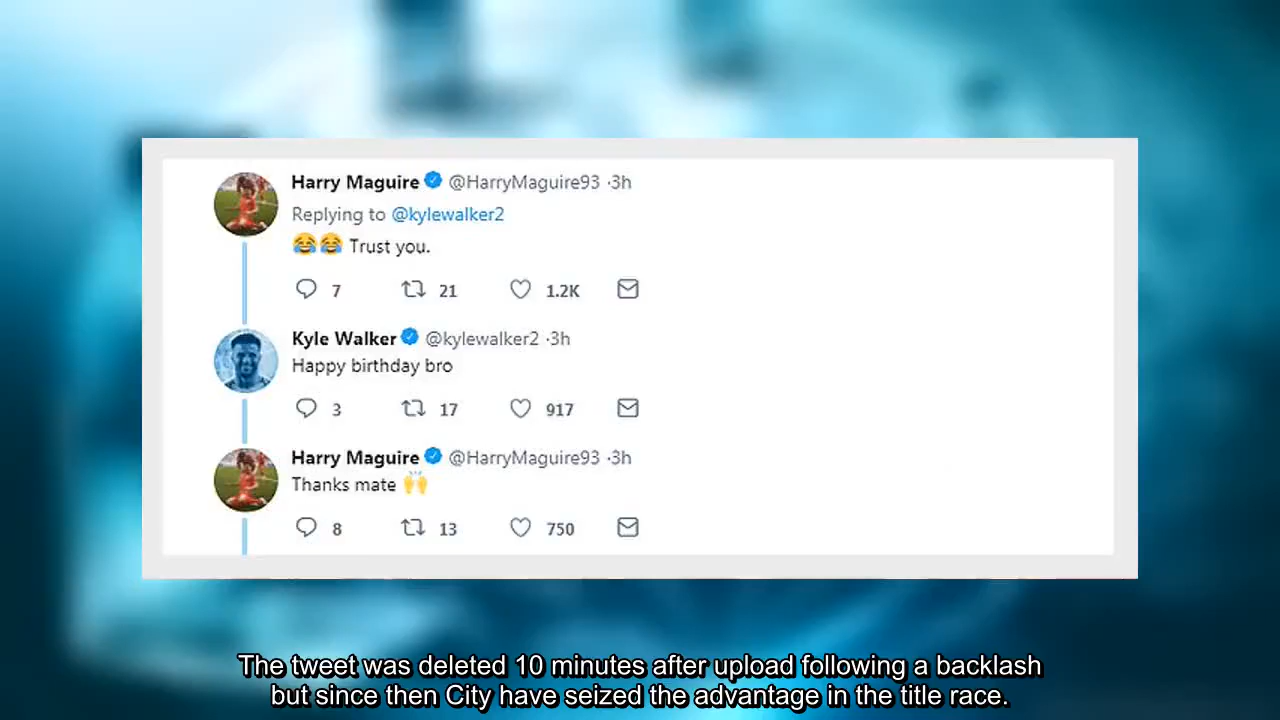 Harry Maguire @HarryMaguire93 ·3h
Replying to @kylewalker2
😂😂 Trust you.
7 21 1.2K
Kyle Walker @kylewalker2 ·3h
Happy birthday bro
3 17 917
Harry Maguire @HarryMaguire93 ·3h
Thanks mate 🙌
8 13 750
The tweet was deleted 10 minutes after upload following a backlash
but since then City have seized the advantage in the title race.